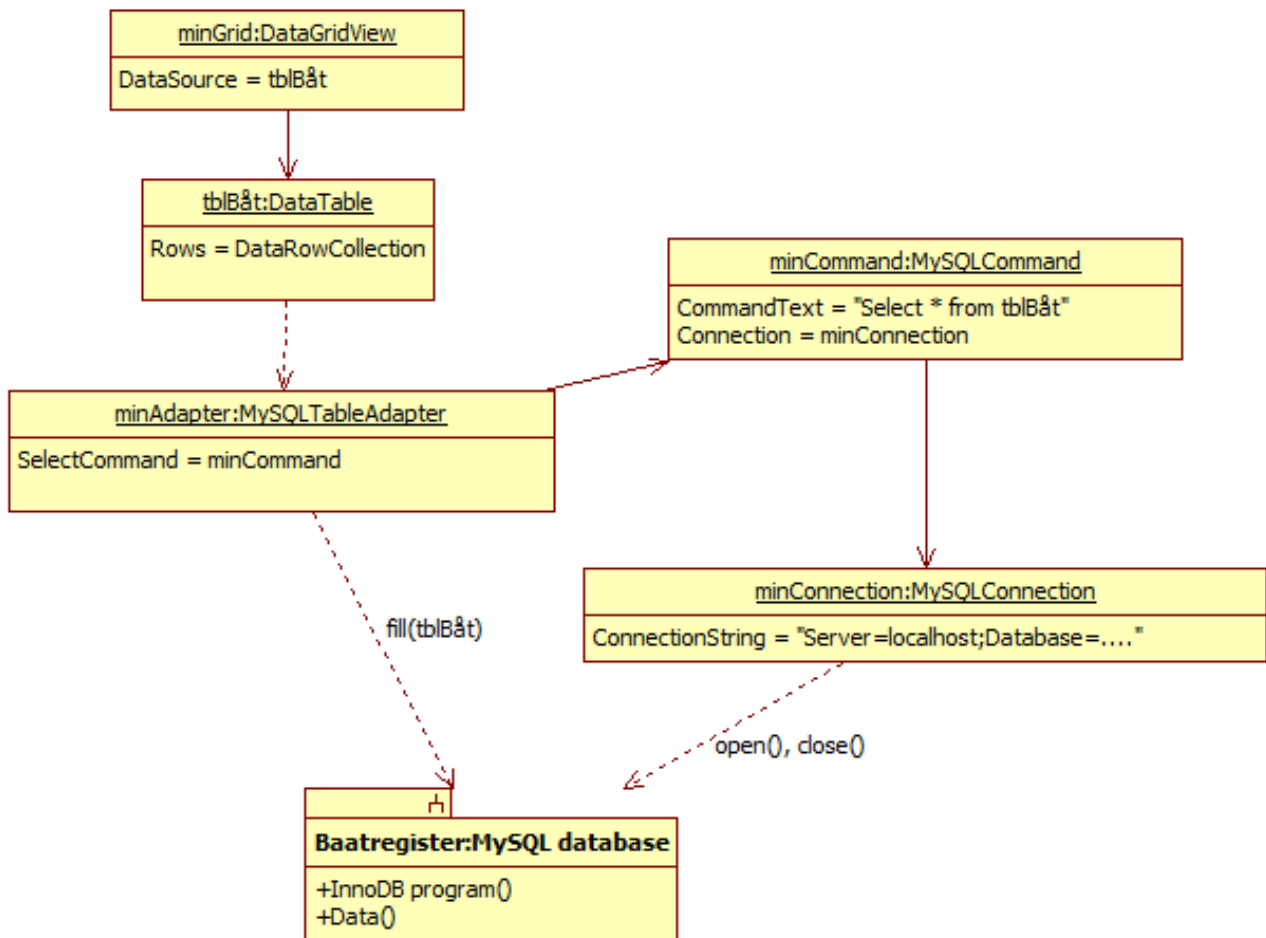 minGrid:DataGridView
DataSource = tblBåt
tblBåt:DataTable
Rows = DataRowCollection
minCommand:MySQLCommand
CommandText = "Select * from tblBåt"
Connection = minConnection
minAdapter:MySQLTableAdapter
SelectCommand = minCommand
minConnection:MySQLConnection
ConnectionString = "Server=localhost;Database=...."
fill(tblBåt)
open(), close()
Baatregister:MySQL database
+InnoDB program()
+Data()